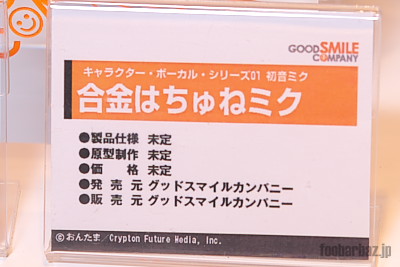 GOOD SMILE
COMPANY
キャラクター・ボーカル・シリーズ01 初音ミク
合金はちゅねミク
●製品仕様 未定
●原型制作 未定
●価 格 未定
●発 売 元 グッドスマイルカンパニー
●販 売 元 グッドスマイルカンパニー
©おんたま/Crypton Future Media, Inc.
foobarbaz.jp